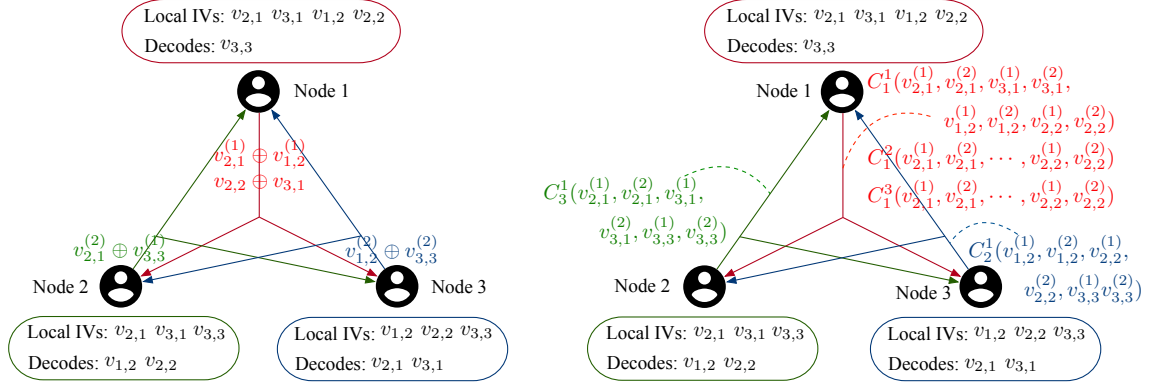 Local IVs: v_{2,1} v_{3,1} v_{1,2} v_{2,2}
Decodes: v_{3,3}
Node 1
v_{2,1}^{(1)} ⊕ v_{1,2}^{(1)}
v_{2,2} ⊕ v_{3,1}
v_{2,1}^{(2)} ⊕ v_{3,3}^{(1)}
v_{1,2}^{(2)} ⊕ v_{3,3}^{(2)}
Node 2
Node 3
Local IVs: v_{2,1} v_{3,1} v_{3,3}
Decodes: v_{1,2} v_{2,2}
Local IVs: v_{1,2} v_{2,2} v_{3,3}
Decodes: v_{2,1} v_{3,1}
Local IVs: v_{2,1} v_{3,1} v_{1,2} v_{2,2}
Decodes: v_{3,3}
Node 1
C_1^1(v_{2,1}^{(1)}, v_{2,1}^{(2)}, v_{3,1}^{(1)}, v_{3,1}^{(2)},
v_{1,2}^{(1)}, v_{1,2}^{(2)}, v_{2,2}^{(1)}, v_{2,2}^{(2)})
C_1^2(v_{2,1}^{(1)}, v_{2,1}^{(2)}, ⋯ , v_{2,2}^{(1)}, v_{2,2}^{(2)})
C_1^3(v_{2,1}^{(1)}, v_{2,1}^{(2)}, ⋯ , v_{2,2}^{(1)}, v_{2,2}^{(2)})
C_3^1(v_{2,1}^{(1)}, v_{2,1}^{(2)}, v_{3,1}^{(1)},
v_{3,1}^{(2)}, v_{3,3}^{(1)}, v_{3,3}^{(2)})
C_2^1(v_{1,2}^{(1)}, v_{1,2}^{(2)}, v_{2,2}^{(1)},
v_{2,2}^{(2)}, v_{3,3}^{(1)} v_{3,3}^{(2)})
Node 2
Node 3
Local IVs: v_{2,1} v_{3,1} v_{3,3}
Decodes: v_{1,2} v_{2,2}
Local IVs: v_{1,2} v_{2,2} v_{3,3}
Decodes: v_{2,1} v_{3,1}